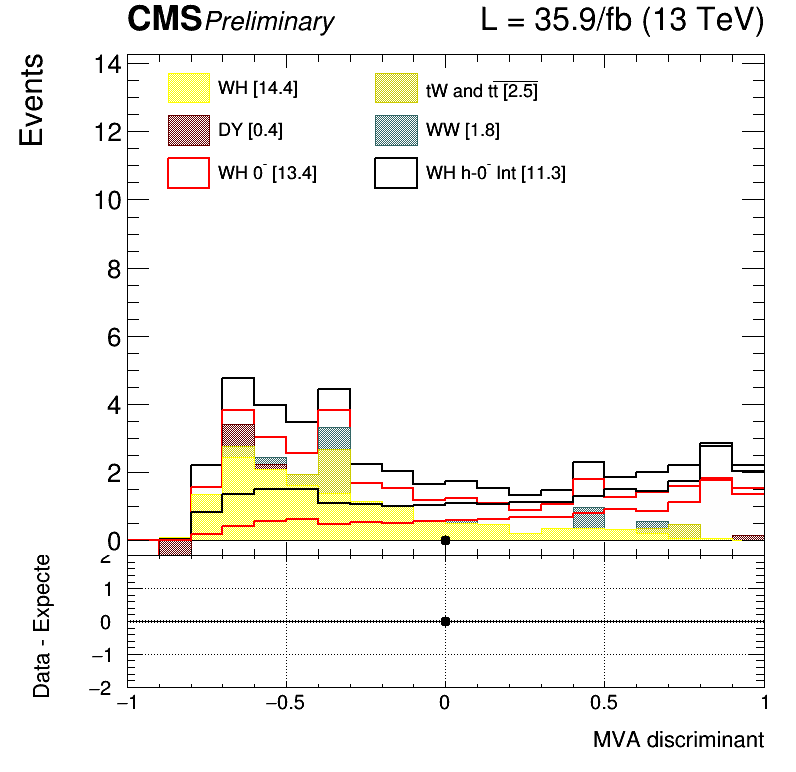 CMS Preliminary L = 35.9/fb (13 TeV)
Events
14
12
10
8
6
4
2
0
WH [14.4]
tW and tt [2.5]
DY [0.4]
WW [1.8]
WH 0⁻ [13.4]
WH h-0⁻ Int [11.3]
Data - Expecte
2
1
0
−1
−2
−1 −0.5 0 0.5 1
MVA discriminant